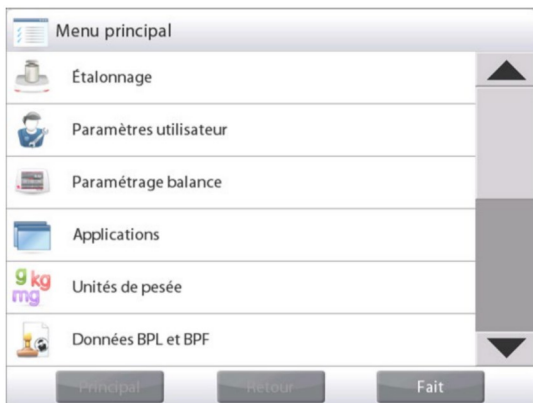 Menu principal
Étalonnage
Paramètres utilisateur
Paramétrage balance
Applications
g kg
mg
Unités de pesée
Données BPL et BPF
Principal
Retour
Fait